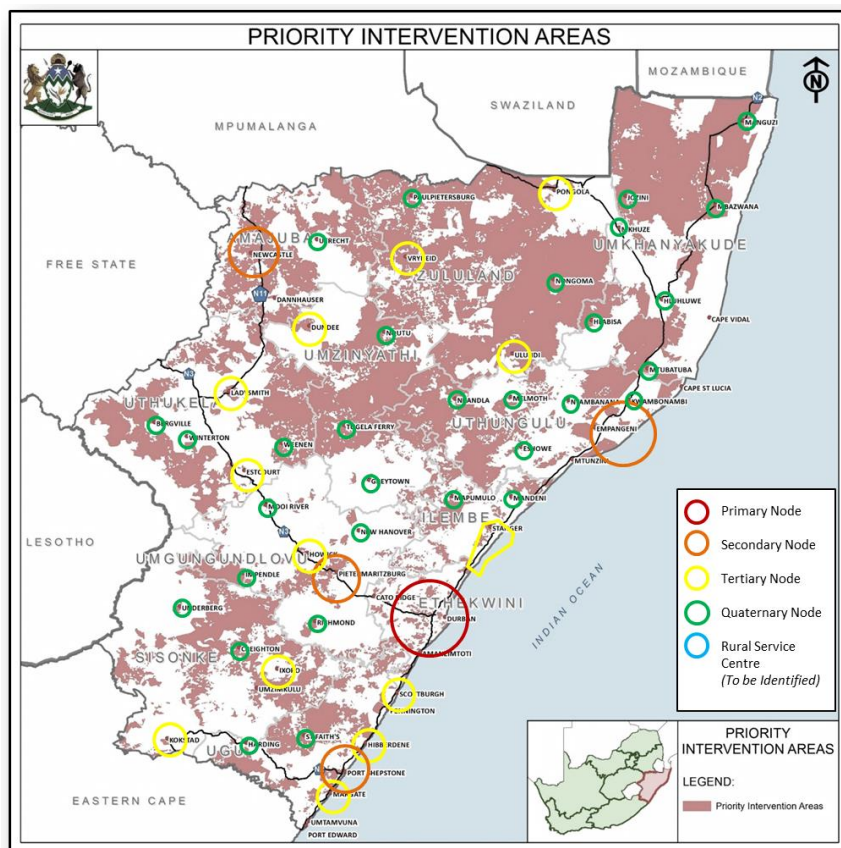 PRIORITY INTERVENTION AREAS
MOZAMBIQUE
N
SWAZILAND
MPUMALANGA
N2
MANGUZI
PONGOLA
PAULPIETERSBURG
JOZINI
MBAZWANA
MKHUZE
AMAJUBA
UTRECHT
UMKHANYAKUDE
NEWCASTLE
VRYHEID
FREE STATE
ZULULAND
NONGOMA
N11
DANNHAUSER
HLUHLUWE
CAPE VIDAL
DUNDEE
HLABISA
NQUTU
UMZINYATHI
ULUNDI
N3
MTUBATUBA
LADYSMITH
CAPE ST LUCIA
UTHUKELA
NKANDLA
MELMOTH
NTAMBANANA
KWAMBONAMBI
BERGVILLE
TUGELA FERRY
UTHUNGULU
EMPANGENI
WINTERTON
WEENEN
ESHOWE
MTUNZINI
ESTCOURT
GREYTOWN
MAPUMULO
MANDENI
MOOI RIVER
ILEMBE
STANGER
LESOTHO
NEW HANOVER
HOWICK
UMGUNGUNDLOVU
IMPENDLE
PIETERMARITZBURG
CATO RIDGE
ETHEKWINI
UNDERBERG
RICHMOND
DURBAN
INDIAN OCEAN
CREIGHTON
AMANZIMTOTI
SISONKE
IXOPO
UMZIMKULU
SCOTTBURGH
PENNINGTON
KOKSTAD
HARDING
ST FAITH'S
HIBBERDENE
UGU
PORT SHEPSTONE
MARGATE
EASTERN CAPE
UMTAMVUNA
PORT EDWARD
Primary Node
Secondary Node
Tertiary Node
Quaternary Node
Rural Service
Centre
(To be Identified)
PRIORITY
INTERVENTION AREAS
LEGEND:
Priority Intervention Areas